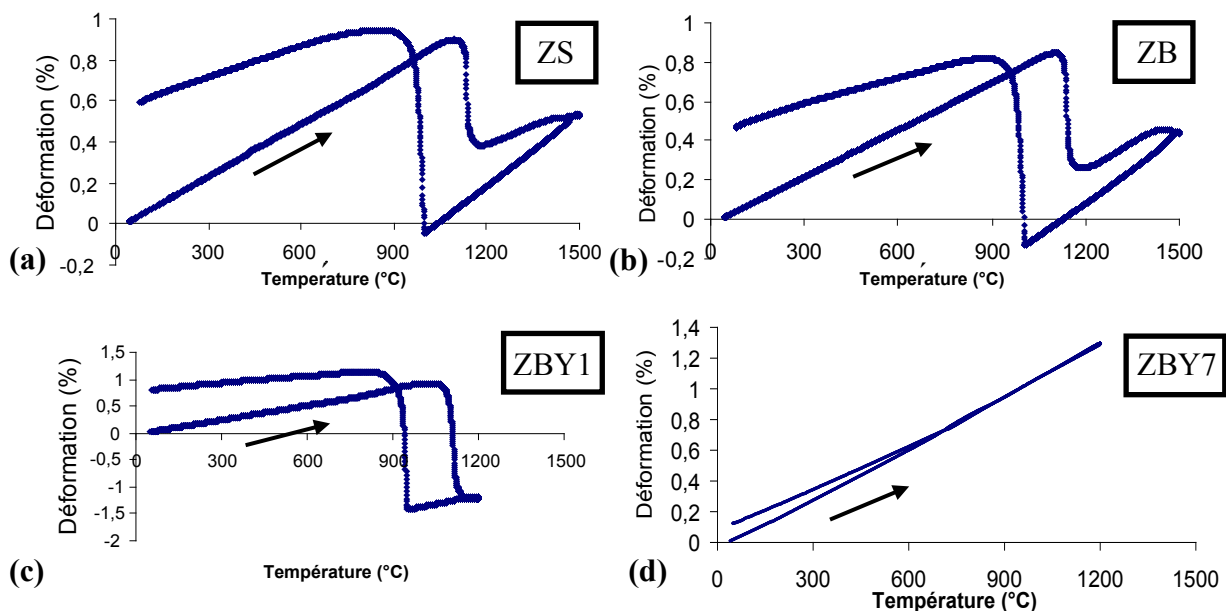 1
0,8
0,6
0,4
0,2
0
-0,2
0 300 600 900 1200 1500
Déformation (%)
Température (°C)
ZS
(a)
1
0,8
0,6
0,4
0,2
0
-0,2
0 300 600 900 1200 1500
Déformation (%)
Température (°C)
ZB
(b)
1,5
1
0,5
0
-0,5
-1
-1,5
-2
0 300 600 900 1200 1500
Déformation (%)
Température (°C)
ZBY1
(c)
1,4
1,2
1
0,8
0,6
0,4
0,2
0
0 300 600 900 1200 1500
Déformation (%)
Température (°C)
ZBY7
(d)